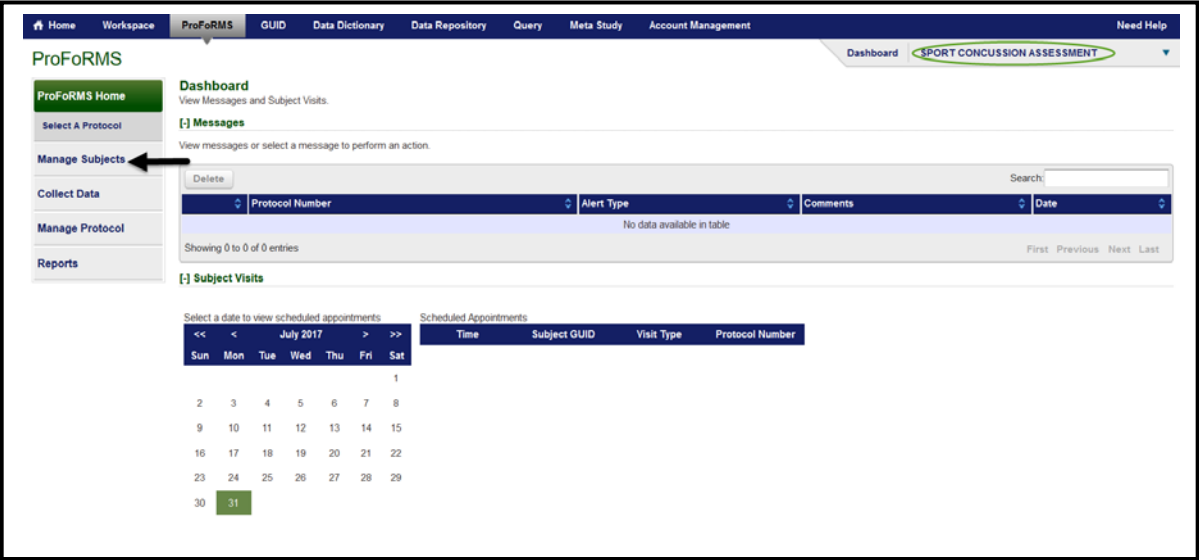 Home Workspace ProFoRMS GUID Data Dictionary Data Repository Query Meta Study Account Management Need Help
ProFoRMS
Dashboard SPORT CONCUSSION ASSESSMENT
ProFoRMS Home
Select A Protocol
Manage Subjects
Collect Data
Manage Protocol
Reports
Dashboard
View Messages and Subject Visits.
[-] Messages
View messages or select a message to perform an action.
Delete Search:
Protocol Number Alert Type Comments Date
No data available in table
Showing 0 to 0 of 0 entries First Previous Next Last
[-] Subject Visits
Select a date to view scheduled appointments
<< < July 2017 > >>
Sun Mon Tue Wed Thu Fri Sat
1
2 3 4 5 6 7 8
9 10 11 12 13 14 15
16 17 18 19 20 21 22
23 24 25 26 27 28 29
30 31
Scheduled Appointments
Time Subject GUID Visit Type Protocol Number